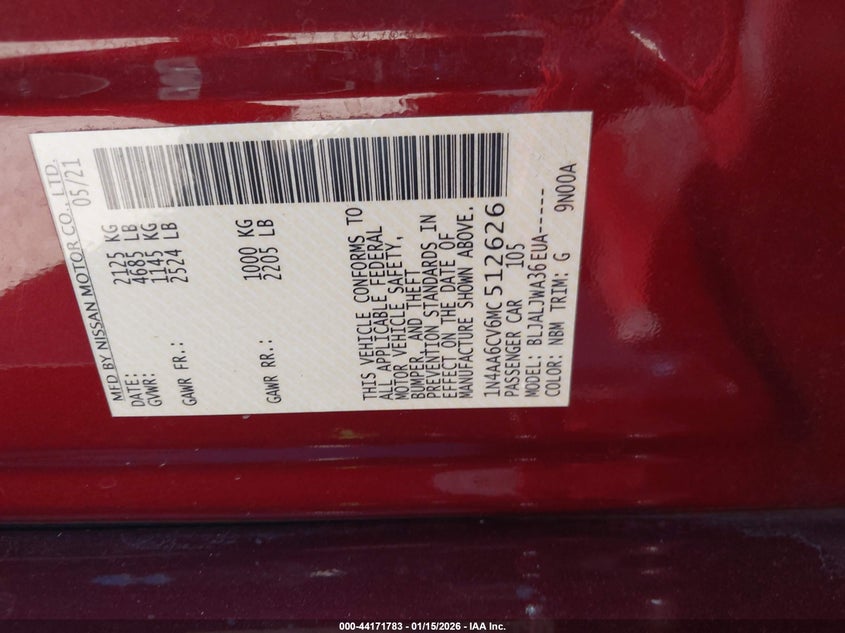 MFD BY NISSAN MOTOR CO., LTD.
DATE: 05/21
GVWR: 2125 KG
4685 LB
GAWR FR.: 1145 KG
2524 LB
GAWR RR.: 1000 KG
2205 LB
THIS VEHICLE CONFORMS TO
ALL APPLICABLE FEDERAL
MOTOR VEHICLE SAFETY,
BUMPER, AND THEFT
PREVENTION STANDARDS IN
EFFECT ON THE DATE OF
MANUFACTURE SHOWN ABOVE.
1N4AA6CV6MC512626
PASSENGER CAR 105
MODEL: BLJALJWA36EUA-----
COLOR: NBM TRIM: G 9N00A
000-44171783 - 01/15/2026 - IAA Inc.